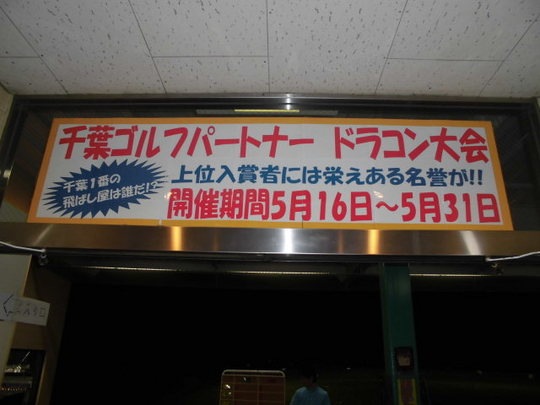 千葉ゴルフパートナー ドラコン大会
千葉1番の
飛ばし屋は誰だ!?
上位入賞者には栄えある名誉が!!
開催期間5月16日～5月31日